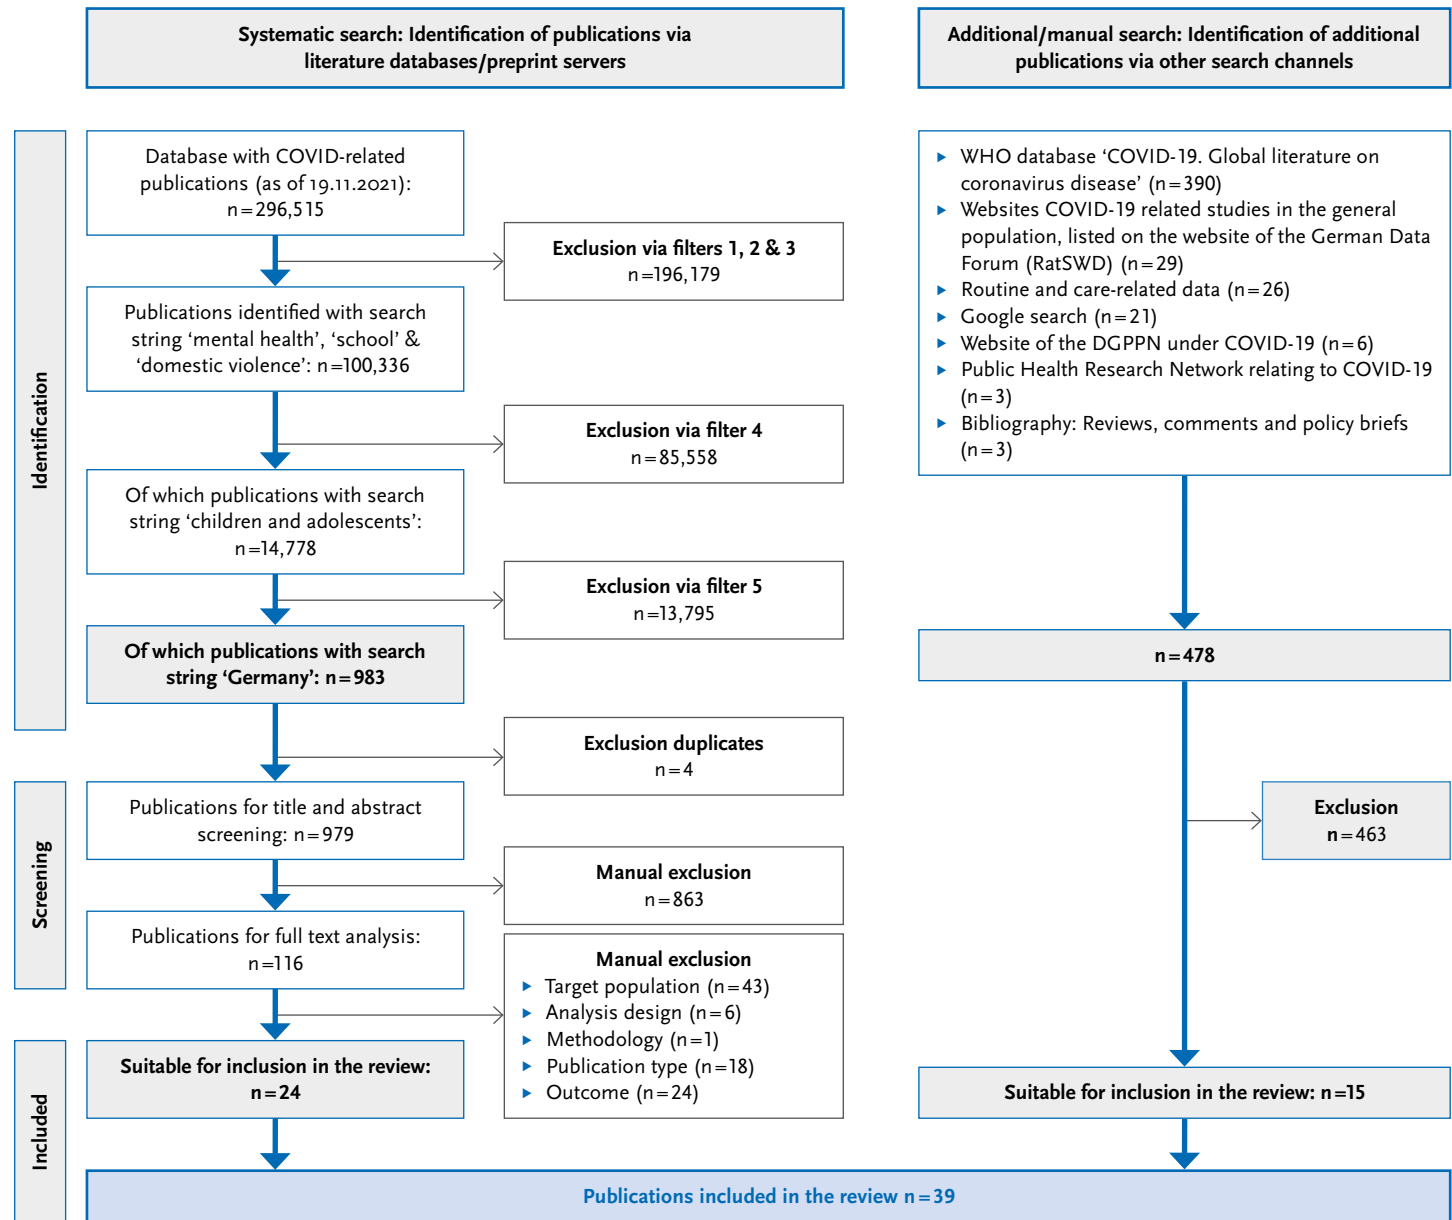 Systematic search: Identification of publications via
literature databases/preprint servers
Additional/manual search: Identification of additional
publications via other search channels
Identification
Database with COVID-related
publications (as of 19.11.2021):
n=296,515
Exclusion via filters 1, 2 & 3
n=196,179
Publications identified with search
string ‘mental health’, ‘school’ &
‘domestic violence’: n=100,336
Exclusion via filter 4
n=85,558
Of which publications with search
string ‘children and adolescents’:
n=14,778
Exclusion via filter 5
n=13,795
Of which publications with search
string ‘Germany’: n=983
Exclusion duplicates
n=4
▸ WHO database ‘COVID-19. Global literature on
coronavirus disease’ (n=390)
▸ Websites COVID-19 related studies in the general
population, listed on the website of the German Data
Forum (RatSWD) (n=29)
▸ Routine and care-related data (n=26)
▸ Google search (n=21)
▸ Website of the DGPPN under COVID-19 (n=6)
▸ Public Health Research Network relating to COVID-19
(n=3)
▸ Bibliography: Reviews, comments and policy briefs
(n=3)
n=478
Screening
Publications for title and abstract
screening: n=979
Manual exclusion
n=863
Publications for full text analysis:
n=116
Manual exclusion
▸ Target population (n=43)
▸ Analysis design (n=6)
▸ Methodology (n=1)
▸ Publication type (n=18)
▸ Outcome (n=24)
Exclusion
n=463
Included
Suitable for inclusion in the review:
n=24
Suitable for inclusion in the review: n=15
Publications included in the review n=39